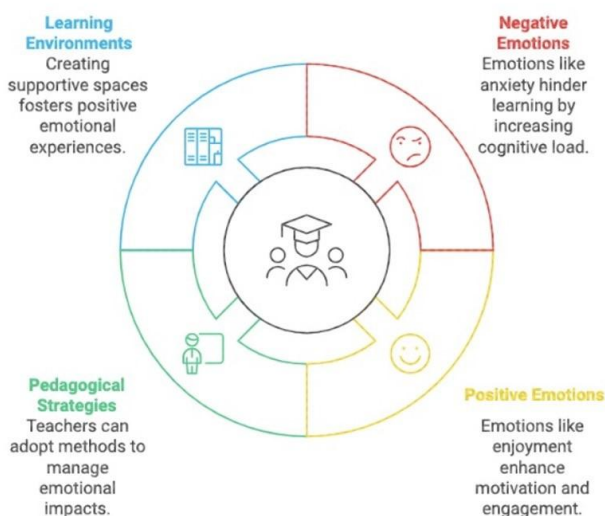 Learning
Environments
Creating
supportive spaces
fosters positive
emotional
experiences.
Negative
Emotions
Emotions like
anxiety hinder
learning by
increasing
cognitive load.
Pedagogical
Strategies
Teachers can
adopt methods to
manage
emotional
impacts.
Positive Emotions
Emotions like
enjoyment
enhance
motivation and
engagement.